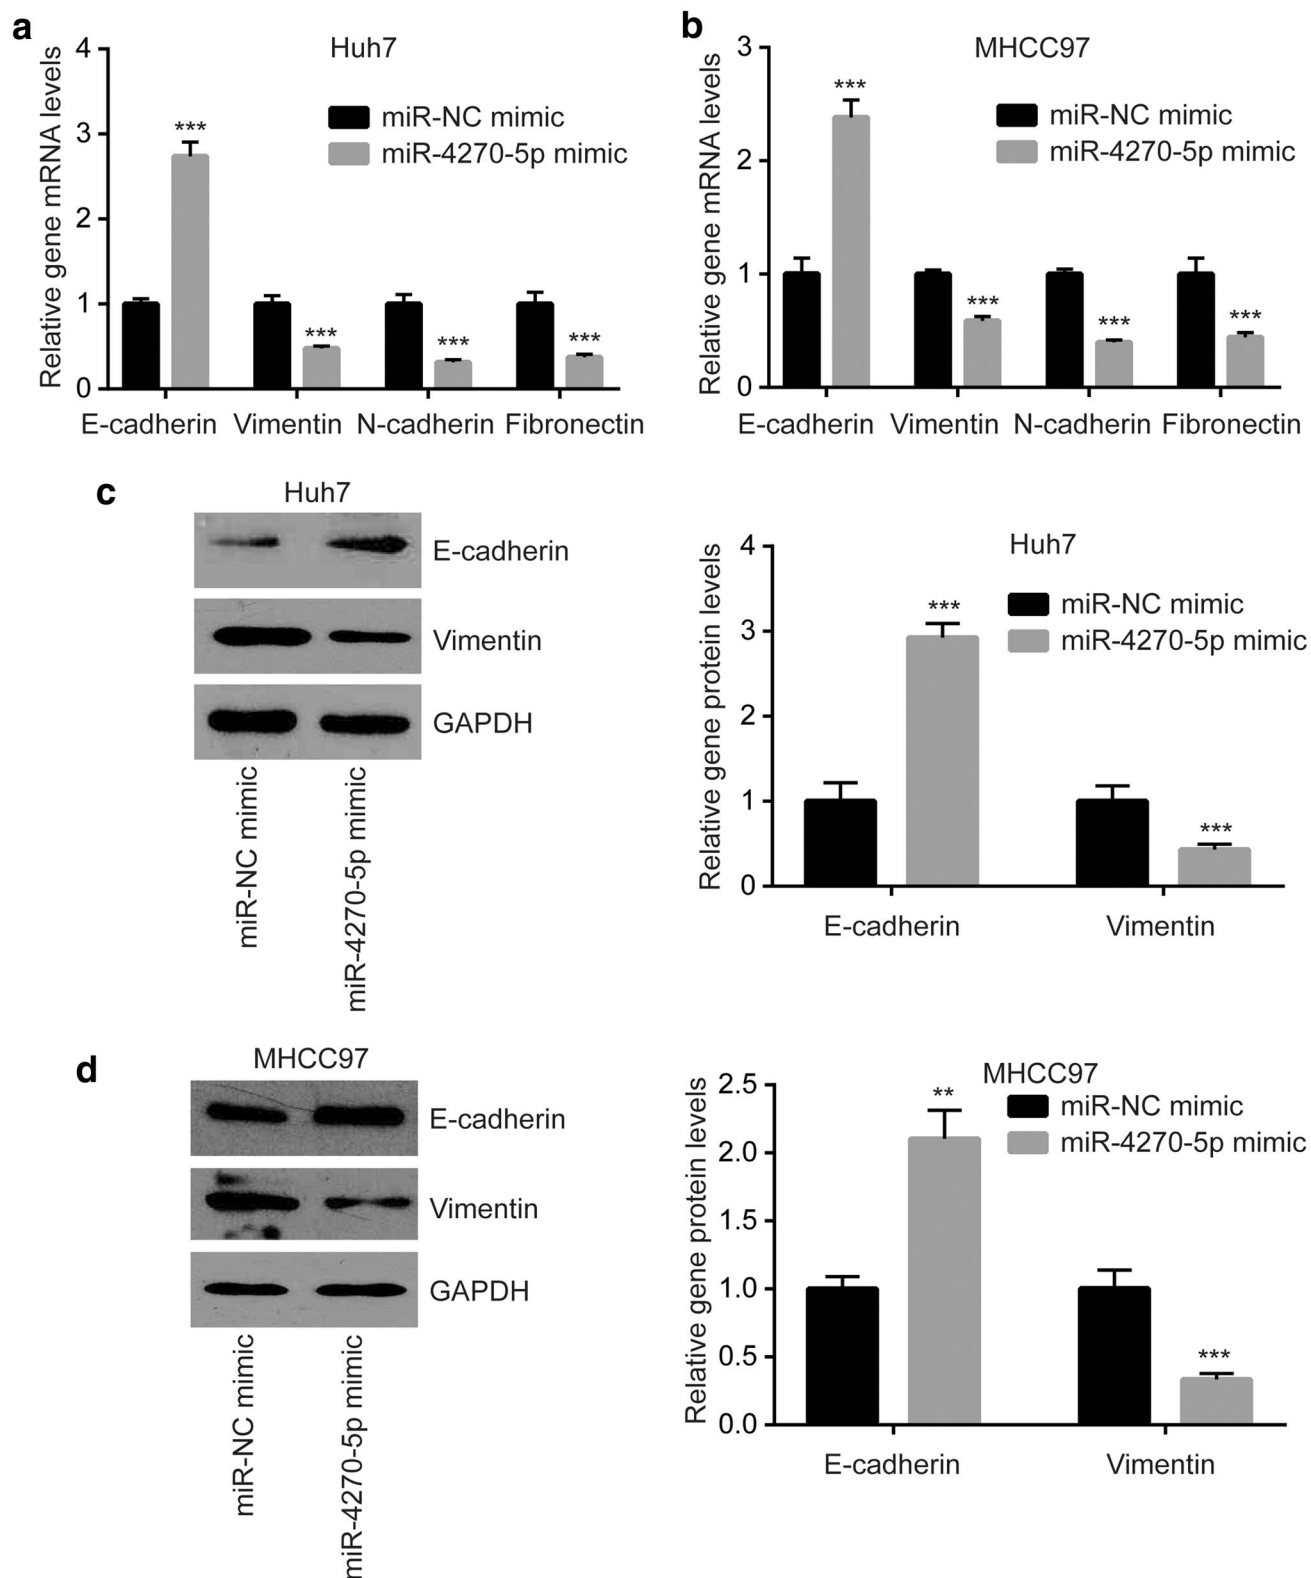 a
Huh7
Relative gene mRNA levels
4
3
2
1
0
miR-NC mimic
miR-4270-5p mimic
***
***
***
***
E-cadherin Vimentin N-cadherin Fibronectin
b
MHCC97
Relative gene mRNA levels
3
2
1
0
miR-NC mimic
miR-4270-5p mimic
***
***
***
***
E-cadherin Vimentin N-cadherin Fibronectin
c
Huh7
E-cadherin
Vimentin
GAPDH
miR-NC mimic
miR-4270-5p mimic
Huh7
Relative gene protein levels
4
3
2
1
0
miR-NC mimic
miR-4270-5p mimic
***
***
E-cadherin Vimentin
d
MHCC97
E-cadherin
Vimentin
GAPDH
miR-NC mimic
miR-4270-5p mimic
MHCC97
Relative gene protein levels
2.5
2.0
1.5
1.0
0.5
0.0
miR-NC mimic
miR-4270-5p mimic
**
***
E-cadherin Vimentin